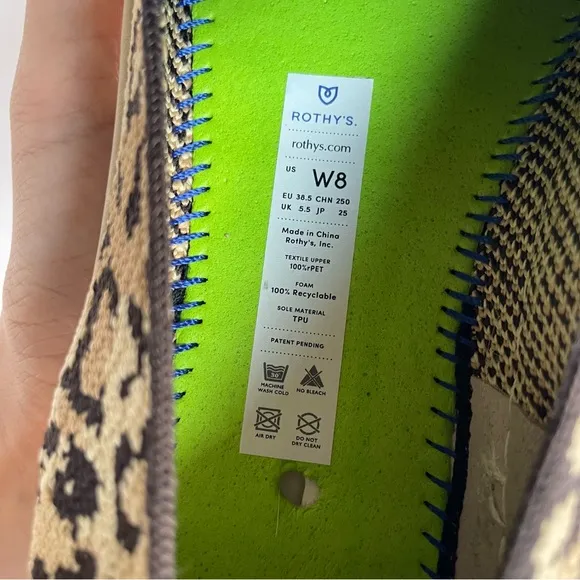 ROTHY'S.
rothys.com
US W8
EU 38.5 CHN 250
UK 5.5 JP 25
Made in China
Rothy's, Inc.
TEXTILE UPPER
100%rPET
FOAM
100% Recyclable
SOLE MATERIAL
TPU
PATENT PENDING
30°
MACHINE WASH COLD
NO BLEACH
AIR DRY
DO NOT DRY CLEAN